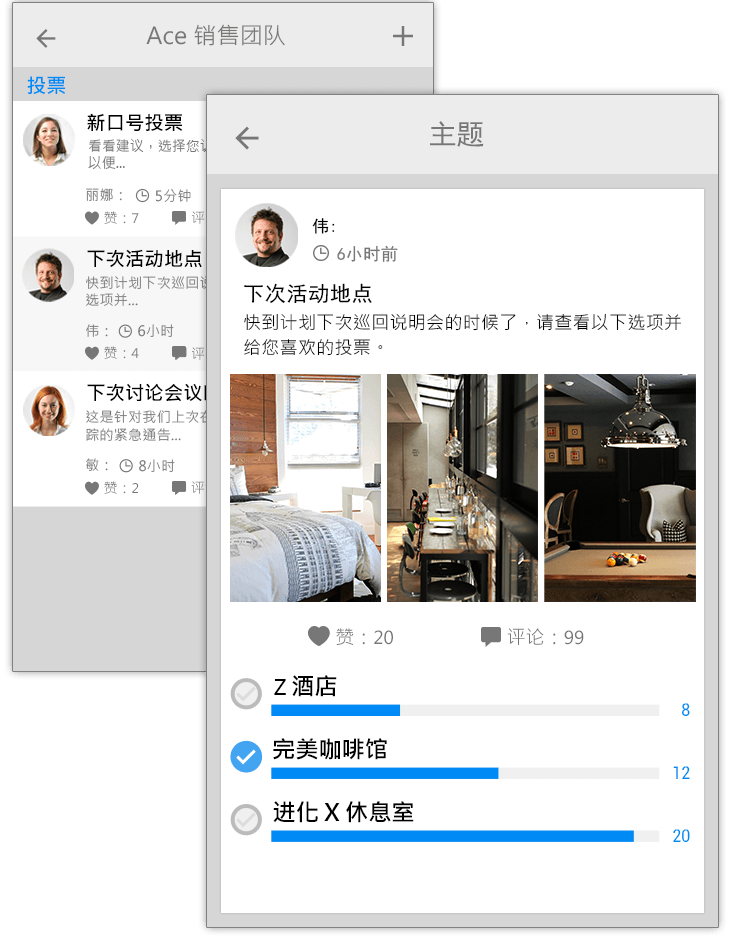 Ace 销售团队
投票
新口号投票
看看建议，选择您认
以便...
丽娜： 5分钟
赞：7 评
下次活动地点
快到计划下次巡回说
选项并...
伟： 6小时
赞：4 评
下次讨论会议
这是针对我们上次在
踪的紧急通告...
敏： 8小时
赞：2 评
主题
伟：
6小时前
下次活动地点
快到计划下次巡回说明会的时候了，请查看以下选项并
给您喜欢的投票。
赞：20 评论：99
Z 酒店
8
完美咖啡馆
12
进化 X 休息室
20